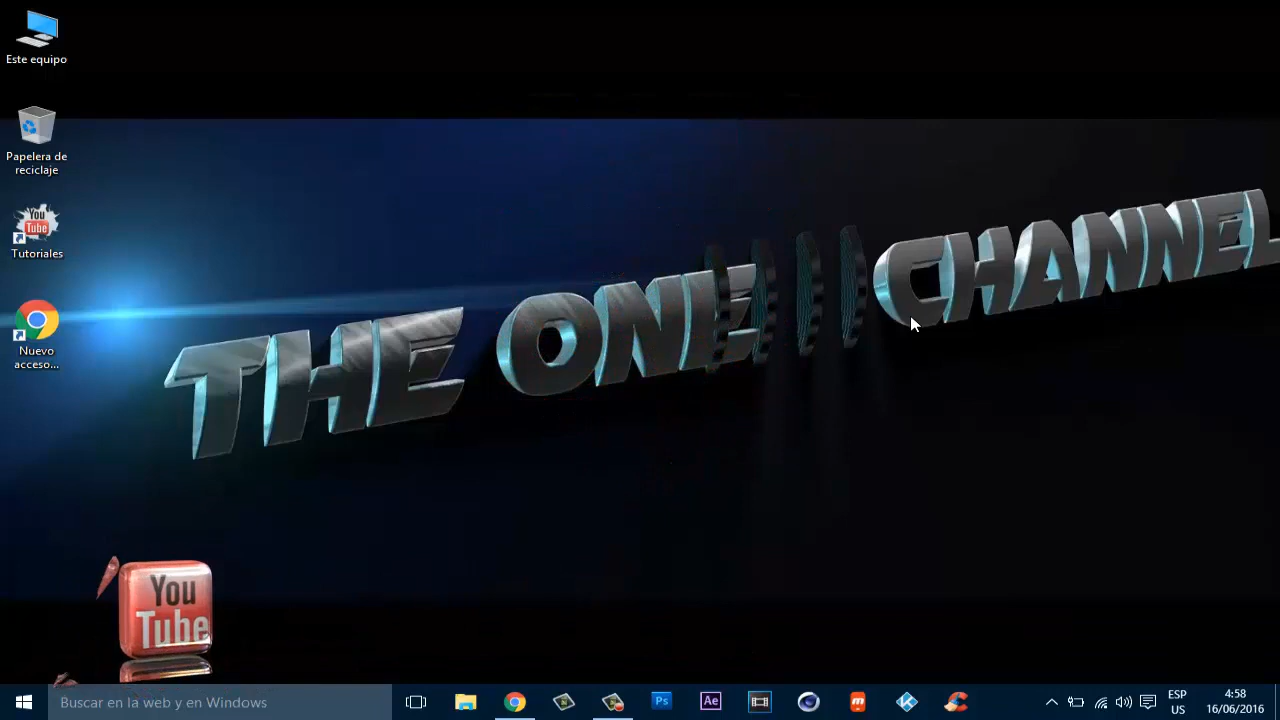 Este equipo
Papelera de
reciclaje
You
Tube
Tutoriales
Nuevo
acceso...
THE ONE CHANNEL
You
Tube
Buscar en la web y en Windows
Ps
Ae
m
ESP
US
4:58
16/06/2016